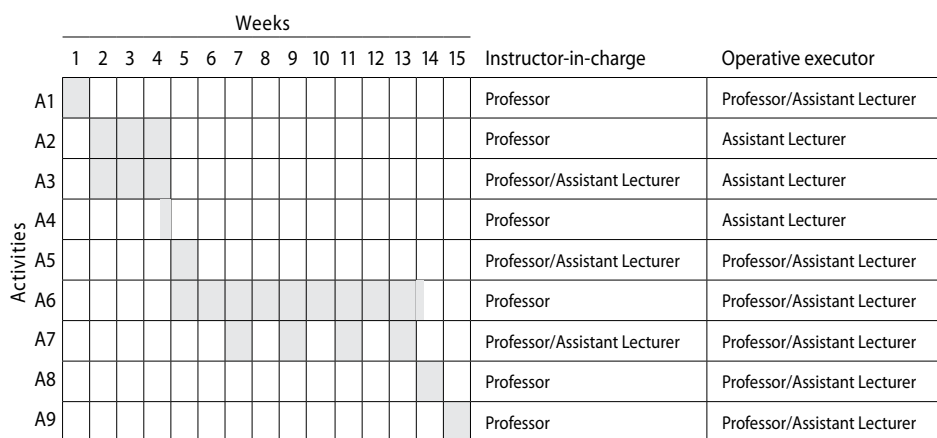 Weeks
1 2 3 4 5 6 7 8 9 10 11 12 13 14 15 Instructor-in-charge Operative executor
A1 Professor Professor/Assistant Lecturer
A2 Professor Assistant Lecturer
A3 Professor/Assistant Lecturer Assistant Lecturer
A4 Professor Assistant Lecturer
A5 Professor/Assistant Lecturer Professor/Assistant Lecturer
A6 Professor Professor/Assistant Lecturer
A7 Professor/Assistant Lecturer Professor/Assistant Lecturer
A8 Professor Professor/Assistant Lecturer
A9 Professor Professor/Assistant Lecturer
Activities